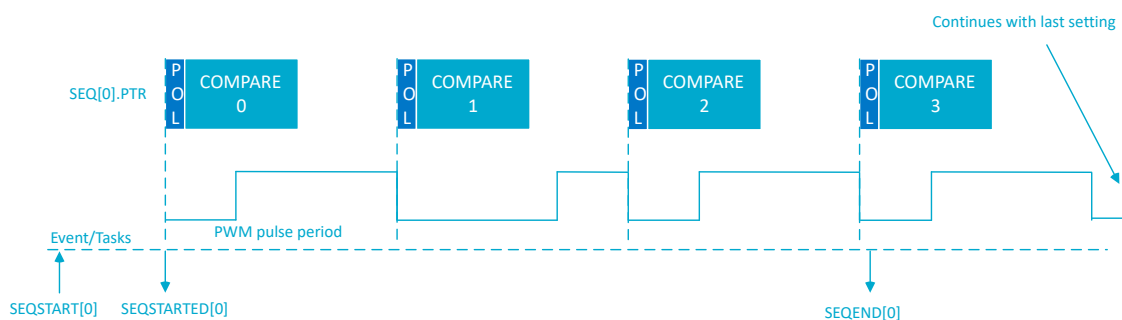 Continues with last setting
SEQ[0].PTR
P
O
L
COMPARE
0
P
O
L
COMPARE
1
P
O
L
COMPARE
2
P
O
L
COMPARE
3
Event/Tasks
PWM pulse period
SEQSTART[0]
SEQSTARTED[0]
SEQEND[0]